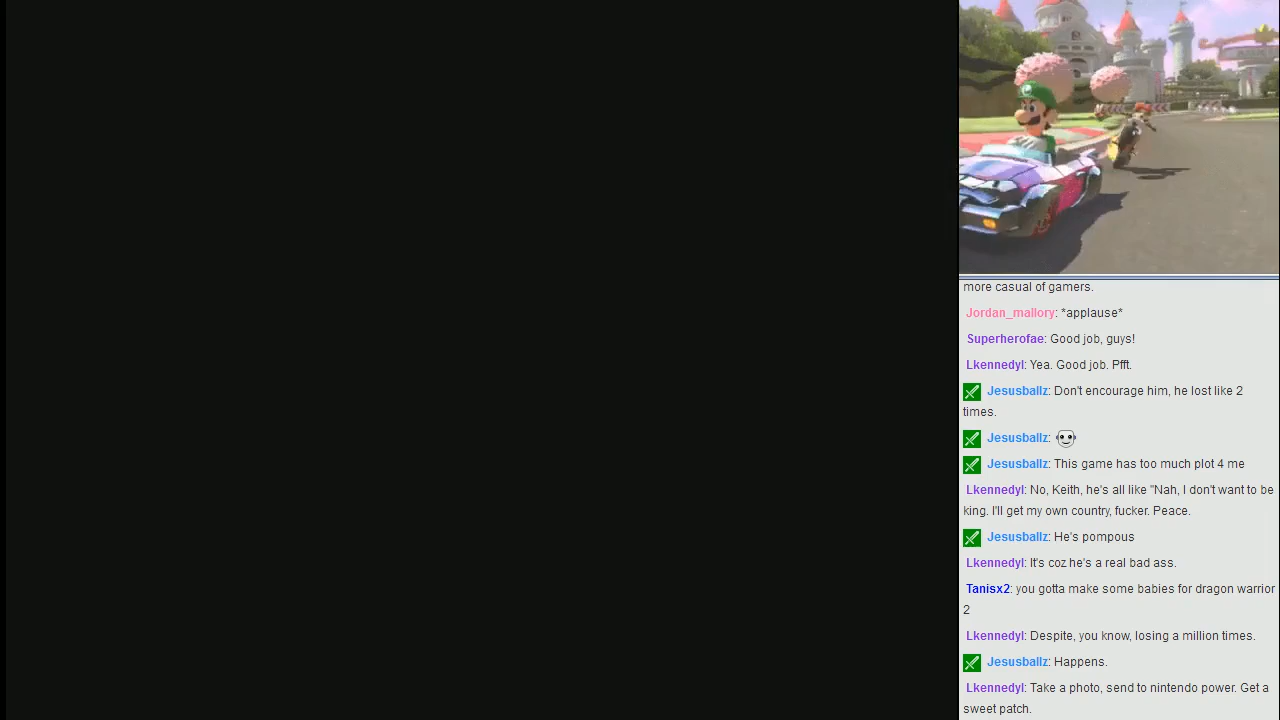 more casual of gamers.
Jordan_mallory: *applause*
Superherofae: Good job, guys!
Lkennedyl: Yea. Good job. Pfft.
Jesusballz: Don't encourage him, he lost like 2
times.
Jesusballz:
Jesusballz: This game has too much plot 4 me
Lkennedyl: No, Keith, he's all like "Nah, I don't want to be
king. I'll get my own country, fucker. Peace.
Jesusballz: He's pompous
Lkennedyl: It's coz he's a real bad ass.
Tanisx2: you gotta make some babies for dragon warrior
2
Lkennedyl: Despite, you know, losing a million times.
Jesusballz: Happens.
Lkennedyl: Take a photo, send to nintendo power. Get a
sweet patch.